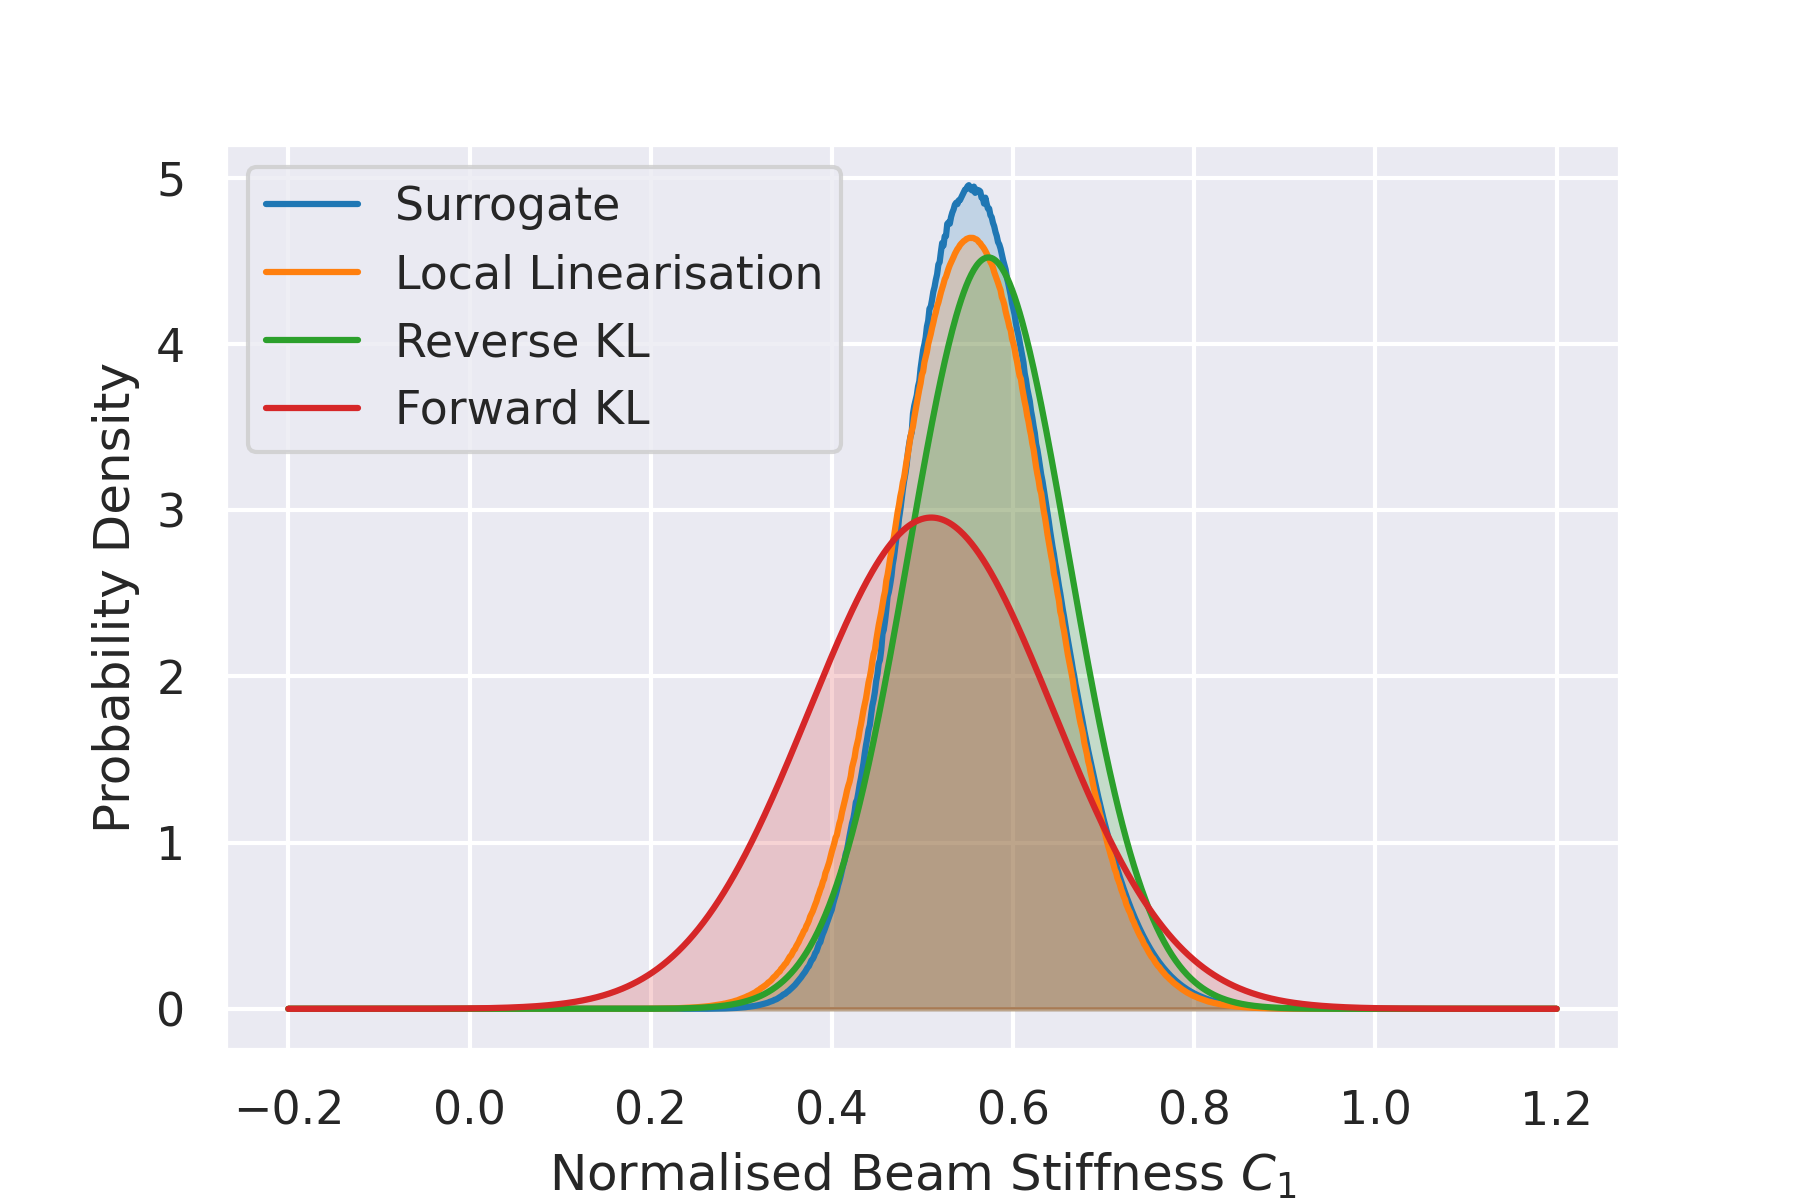 Surrogate
Local Linearisation
Reverse KL
Forward KL
Probability Density
5
4
3
2
1
0
−0.2 0.0 0.2 0.4 0.6 0.8 1.0 1.2
Normalised Beam Stiffness C₁